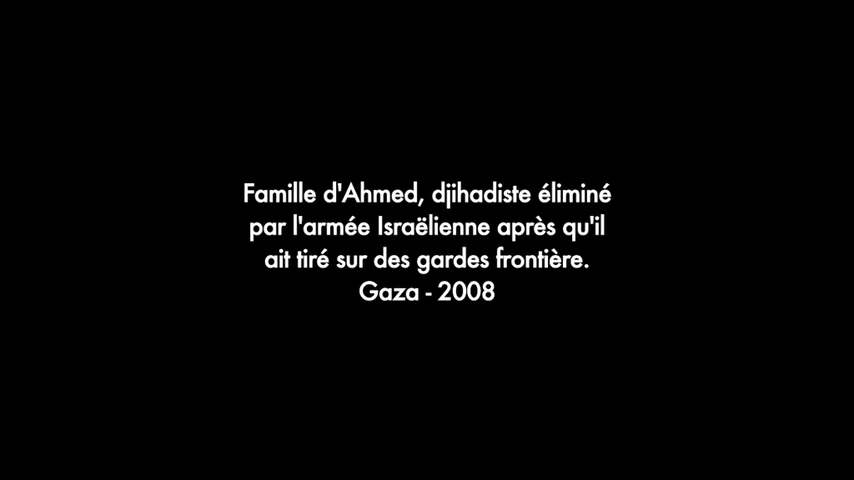 Famille d'Ahmed, djihadiste éliminé
par l'armée Israëlienne après qu'il
ait tiré sur des gardes frontière.
Gaza - 2008